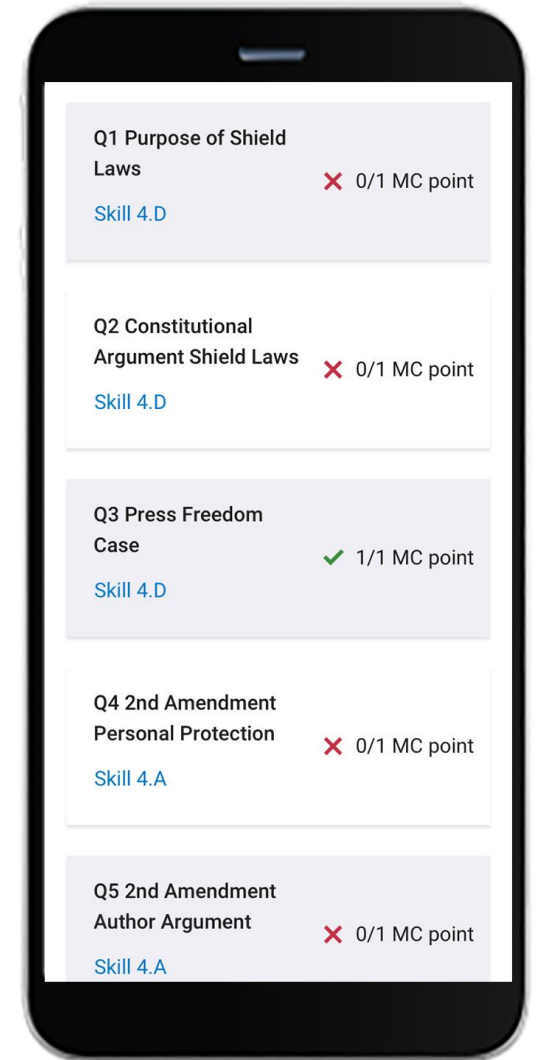 Q1 Purpose of Shield
Laws
Skill 4.D
0/1 MC point
Q2 Constitutional
Argument Shield Laws
Skill 4.D
0/1 MC point
Q3 Press Freedom
Case
Skill 4.D
1/1 MC point
Q4 2nd Amendment
Personal Protection
Skill 4.A
0/1 MC point
Q5 2nd Amendment
Author Argument
Skill 4.A
0/1 MC point